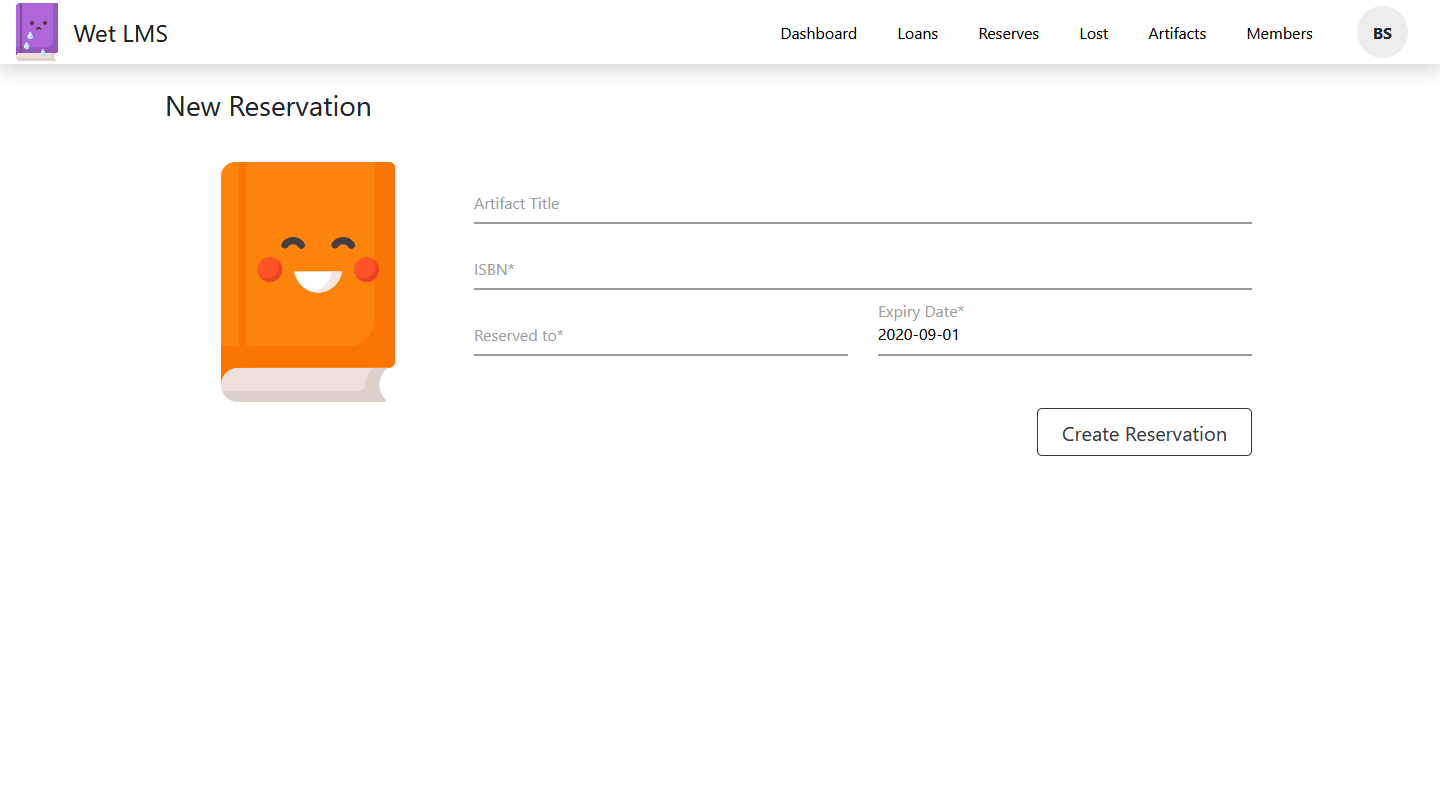 Wet LMS
Dashboard Loans Reserves Lost Artifacts Members BS
New Reservation
Artifact Title
ISBN*
Reserved to*
Expiry Date*
2020-09-01
Create Reservation